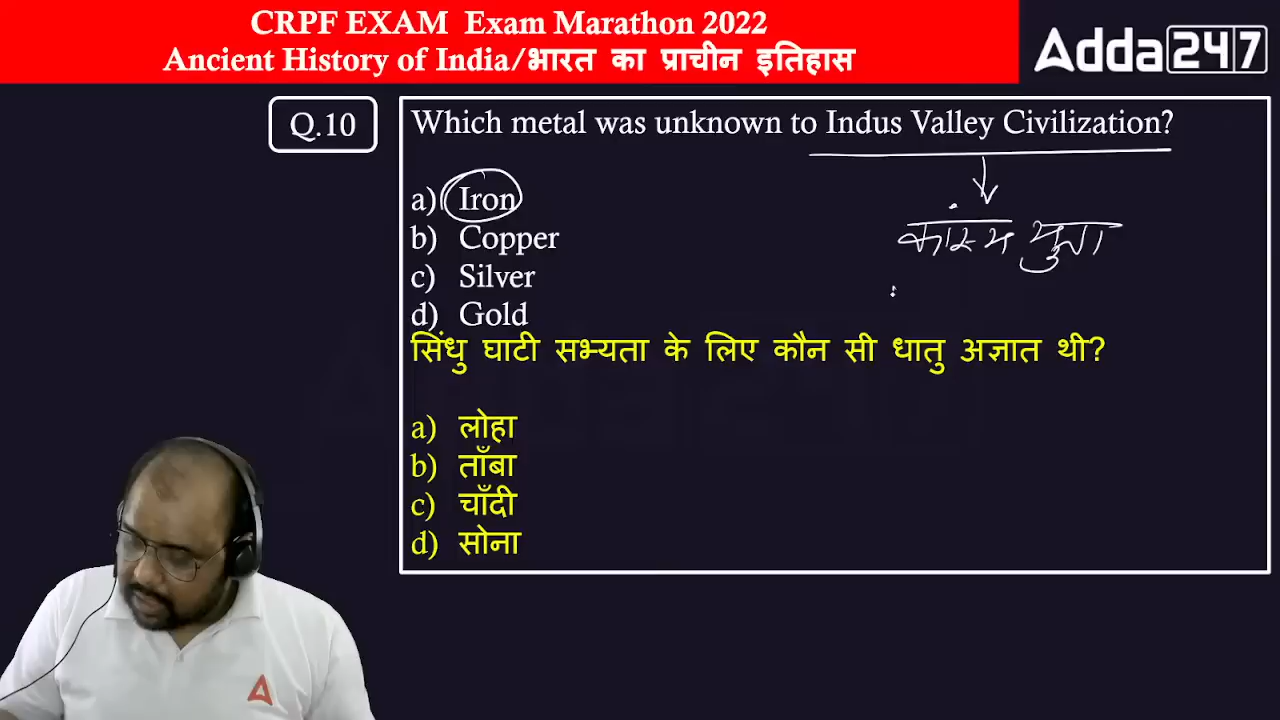 CRPF EXAM Exam Marathon 2022
Ancient History of India/भारत का प्राचीन इतिहास
Adda247
Q.10
Which metal was unknown to Indus Valley Civilization?
a) Iron
b) Copper
c) Silver
d) Gold
कांस्य युग
सिंधु घाटी सभ्यता के लिए कौन सी धातु अज्ञात थी?
a) लोहा
b) ताँबा
c) चाँदी
d) सोना